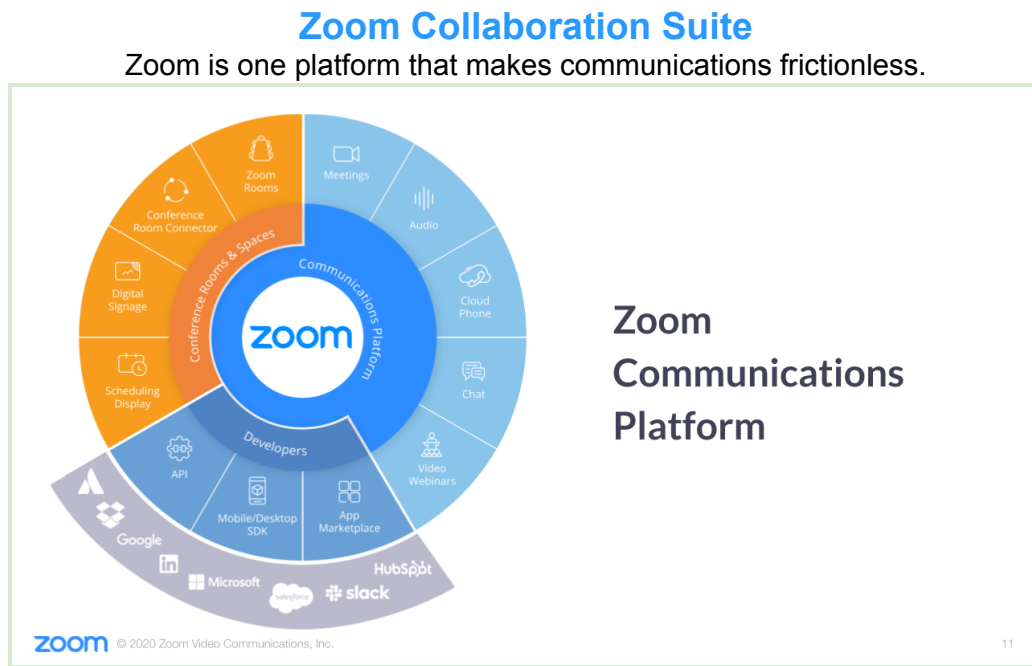 Zoom Collaboration Suite
Zoom is one platform that makes communications frictionless.
Zoom
Rooms
Meetings
Conference
Room Connector
Audio
Digital
Signage
Cloud
Phone
Scheduling
Display
Chat
API
Video
Webinars
Mobile/Desktop
SDK
App
Marketplace
Conference Rooms & Spaces
Communications Platform
Developers
zoom
Google
in
Microsoft
salesforce
slack
HubSpot
Zoom
Communications
Platform
zoom © 2020 Zoom Video Communications, Inc.
11